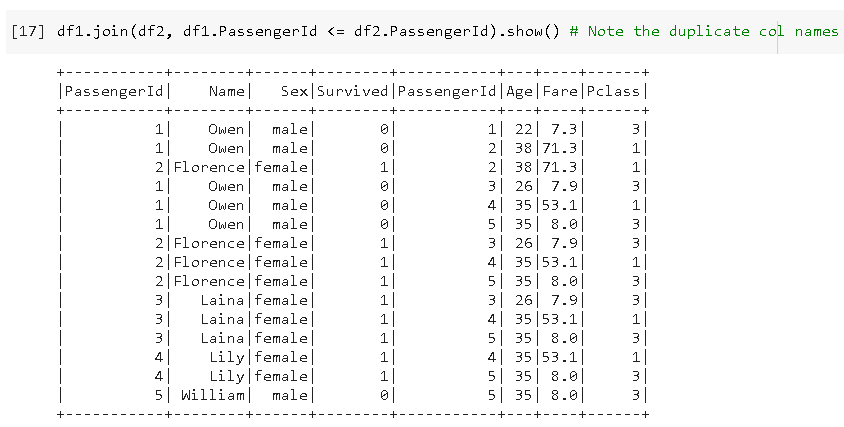 [17] df1.join(df2, df1.PassengerId <= df2.PassengerId).show() # Note the duplicate col names
+-----------+--------+------+--------+-----------+---+----+------+
|PassengerId|    Name|   Sex|Survived|PassengerId|Age|Fare|Pclass|
+-----------+--------+------+--------+-----------+---+----+------+
|          1|    Owen|  male|       0|          1| 22| 7.3|     3|
|          1|    Owen|  male|       0|          2| 38|71.3|     1|
|          2|Florence|female|       1|          2| 38|71.3|     1|
|          1|    Owen|  male|       0|          3| 26| 7.9|     3|
|          1|    Owen|  male|       0|          4| 35|53.1|     1|
|          1|    Owen|  male|       0|          5| 35| 8.0|     3|
|          2|Florence|female|       1|          3| 26| 7.9|     3|
|          2|Florence|female|       1|          4| 35|53.1|     1|
|          2|Florence|female|       1|          5| 35| 8.0|     3|
|          3|   Laina|female|       1|          3| 26| 7.9|     3|
|          3|   Laina|female|       1|          4| 35|53.1|     1|
|          3|   Laina|female|       1|          5| 35| 8.0|     3|
|          4|    Lily|female|       1|          4| 35|53.1|     1|
|          4|    Lily|female|       1|          5| 35| 8.0|     3|
|          5| William|  male|       0|          5| 35| 8.0|     3|
+-----------+--------+------+--------+-----------+---+----+------+